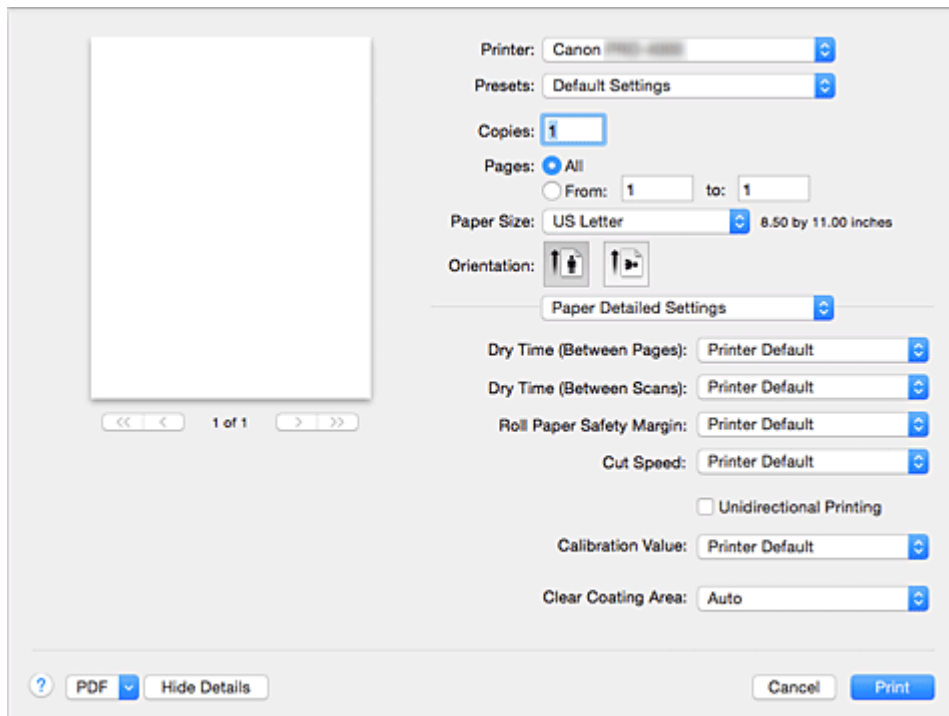 Printer: Canon
Presets: Default Settings
Copies: 1
Pages: All
From: 1 to: 1
Paper Size: US Letter 8.50 by 11.00 inches
Orientation:
Paper Detailed Settings
Dry Time (Between Pages): Printer Default
Dry Time (Between Scans): Printer Default
Roll Paper Safety Margin: Printer Default
Cut Speed: Printer Default
Unidirectional Printing
Calibration Value: Printer Default
Clear Coating Area: Auto
<< < 1 of 1 > >>
? PDF Hide Details Cancel Print